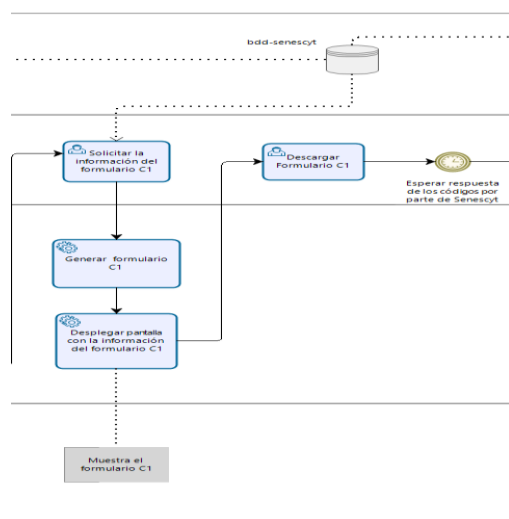 bdd-senescyt
Solicitar la
información del
formulario C1
Descargar
Formulario C1
Esperar respuesta
de los códigos por
parte de Senescyt
Generar formulario
C1
Desplegar pantalla
con la información
del formulario C1
Muestra el
formulario C1